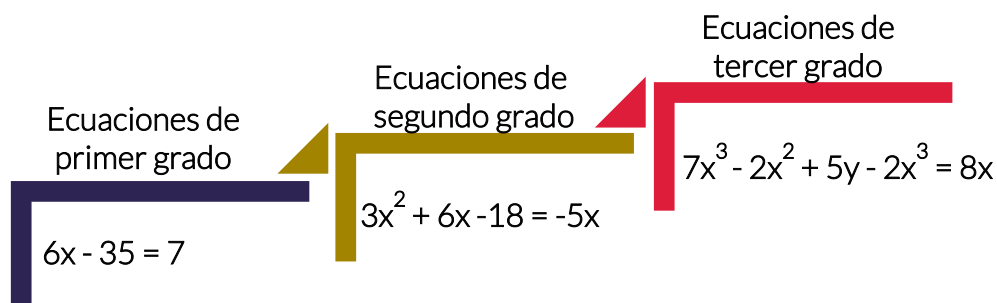 Ecuaciones de
primer grado
6x - 35 = 7
Ecuaciones de
segundo grado
3x² + 6x -18 = -5x
Ecuaciones de
tercer grado
7x³ - 2x² + 5y - 2x³ = 8x